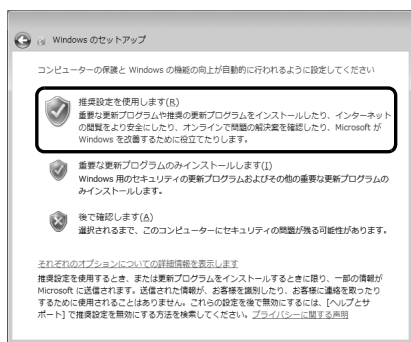 Windows のセットアップ
コンピューターの保護と Windows の機能の向上が自動的に行われるように設定してください
推奨設定を使用します(R)
重要な更新プログラムや推奨の更新プログラムをインストールしたり、インターネット
の閲覧をより安全にしたり、オンラインで問題の解決策を確認したり、Microsoft が
Windows を改善するために役立てたりします。
重要な更新プログラムのみインストールします(I)
Windows 用のセキュリティの更新プログラムおよびその他の重要な更新プログラムの
みインストールします。
後で確認します(A)
選択されるまで、このコンピューターにセキュリティの問題が残る可能性があります。
それぞれのオプションについての詳細情報を表示します
推奨設定を使用するとき、または更新プログラムをインストールするときに限り、一部の情報が
Microsoft に送信されます。送信された情報が、お客様を識別したり、お客様に連絡を取ったり
するために使用されることはありません。これらの設定を後で無効にするには、[ヘルプとサ
ポート] で推奨設定を無効にする方法を検索してください。プライバシーに関する声明